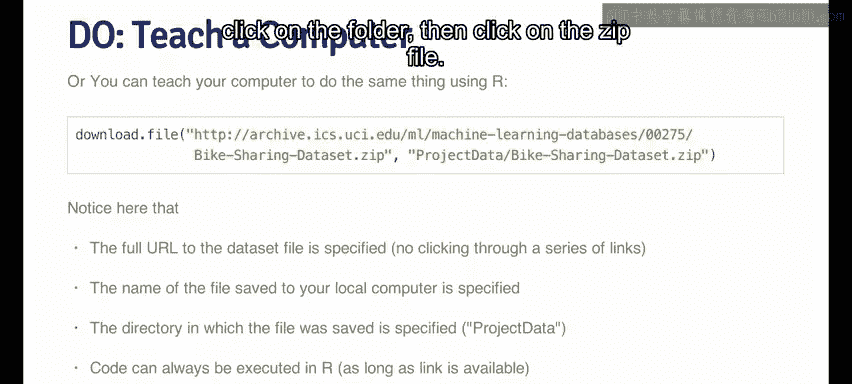 DO: Teach a Computer
click on the folder, then click on the zip
file.
Or You can teach your computer to do the same thing using R:
download.file("http://archive.ics.uci.edu/ml/machine-learning-databases/00275/
Bike-Sharing-Dataset.zip", "ProjectData/Bike-Sharing-Dataset.zip")
Notice here that
· The full URL to the dataset file is specified (no clicking through a series of links)
· The name of the file saved to your local computer is specified
· The directory in which the file was saved is specified ("ProjectData")
· Code can always be executed in R (as long as link is available)